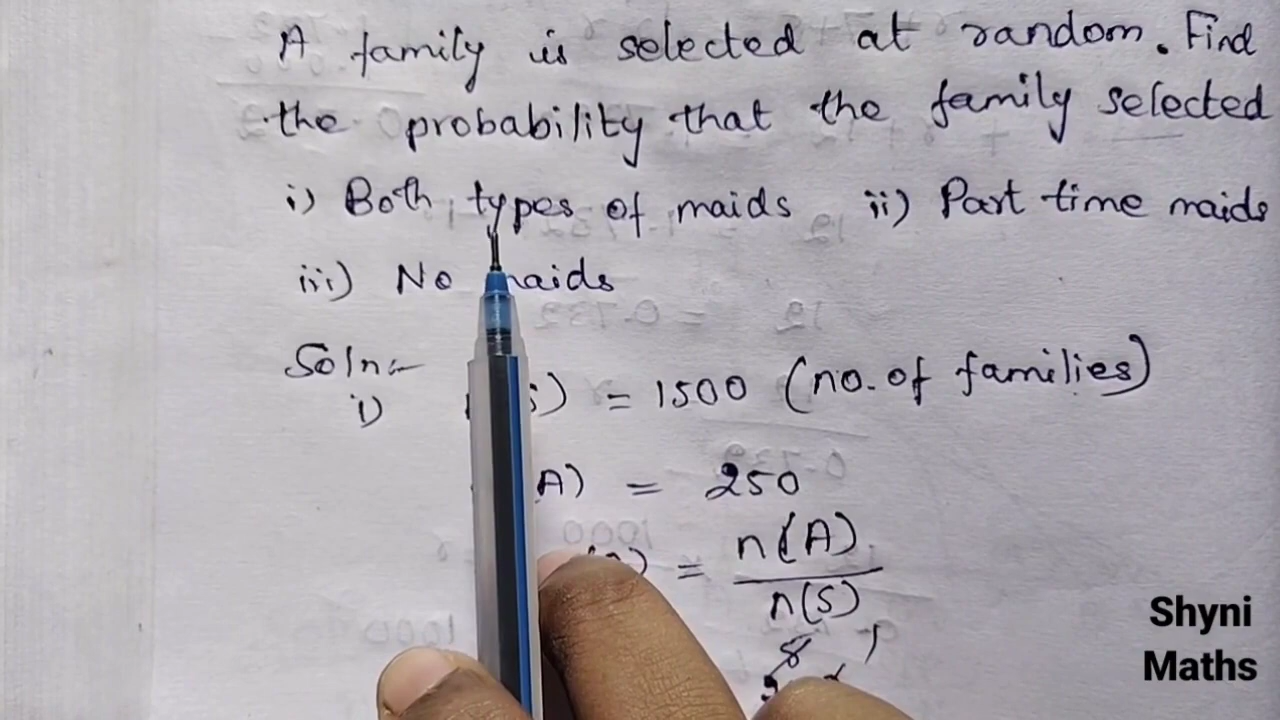 A family is selected at random. Find
the probability that the family selected
i) Both types of maids ii) Part time maids
iii) No maids
Soln:-
i) = 1500 (no. of families)
A) = 250
= n(A)
n(S)
Shyni
Maths